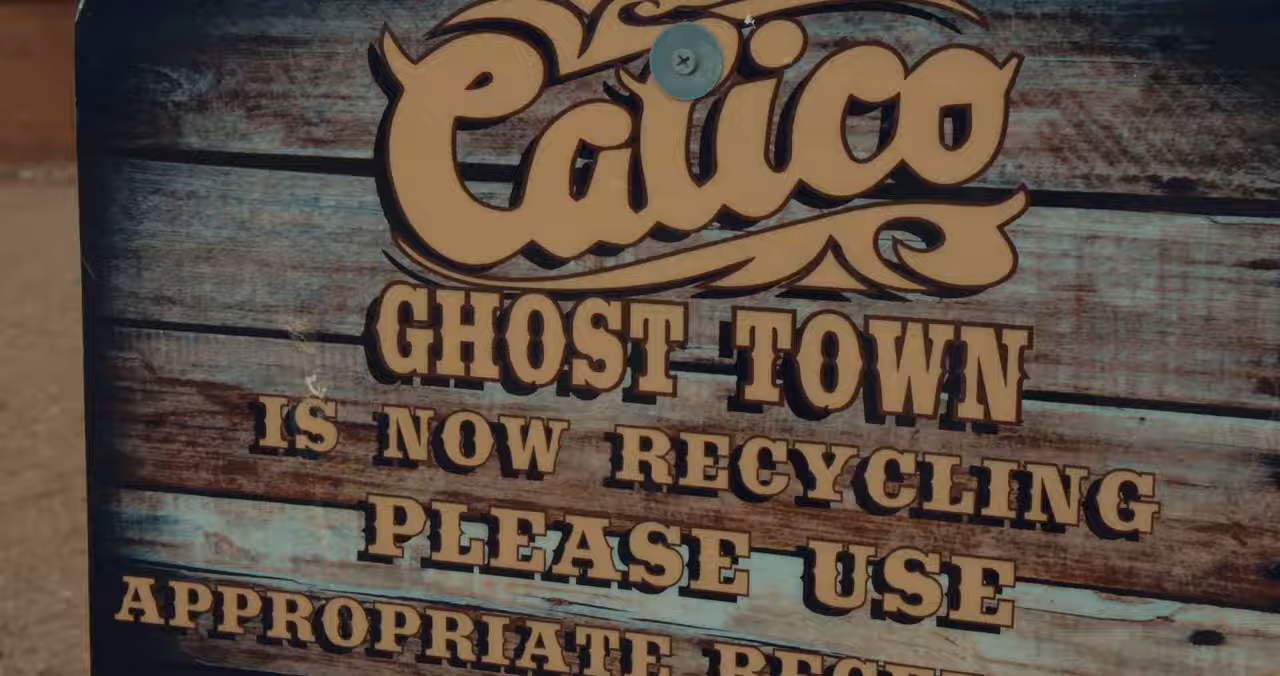 Calico
GHOST TOWN
IS NOW RECYCLING
PLEASE USE
APPROPRIATE